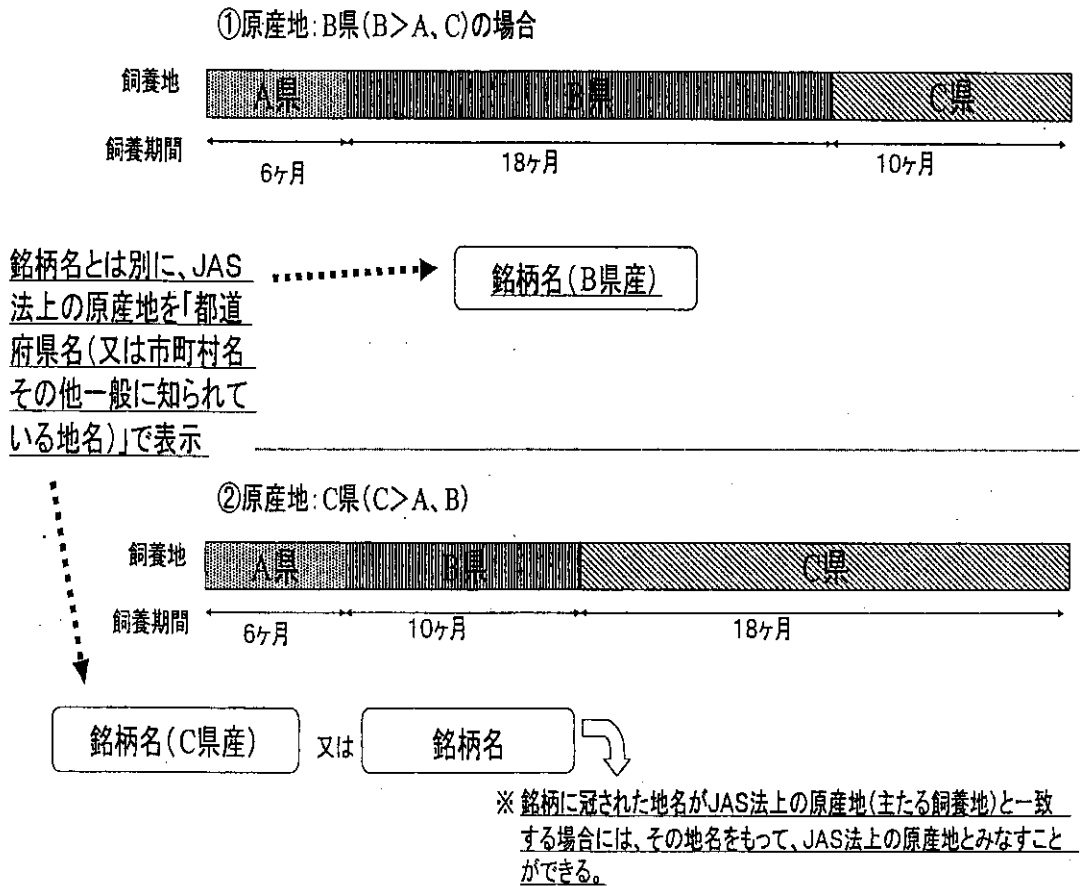 ①原産地:B県(B>A、C)の場合
飼養地
A県 B県 C県
飼養期間
6ヶ月 18ヶ月 10ヶ月
銘柄名とは別に、JAS
法上の原産地を「都道
府県名(又は市町村名
その他一般に知られて
いる地名)」で表示
銘柄名(B県産)
②原産地:C県(C>A、B)
飼養地
A県 B県 C県
飼養期間
6ヶ月 10ヶ月 18ヶ月
銘柄名(C県産) 又は 銘柄名
※ 銘柄に冠された地名がJAS法上の原産地(主たる飼養地)と一致
する場合には、その地名をもって、JAS法上の原産地とみなすこと
ができる。